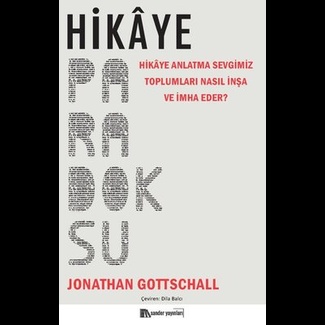 HİKÂYE
HİKÂYE ANLATMA SEVGİMİZ
TOPLUMLARI NASIL İNŞA
VE İMHA EDER?
PA
RA
DOK
SU
JONATHAN GOTTSCHALL
Çeviren: Dila Balcı
sander yayınları